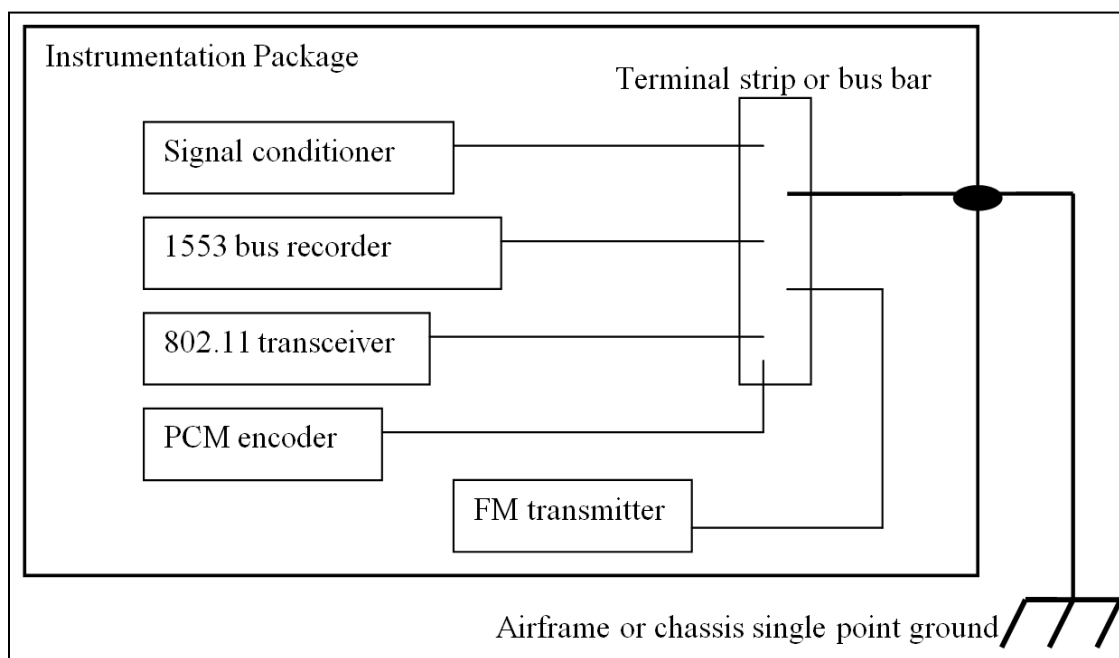 Instrumentation Package
Terminal strip or bus bar
Signal conditioner
1553 bus recorder
802.11 transceiver
PCM encoder
FM transmitter
Airframe or chassis single point ground